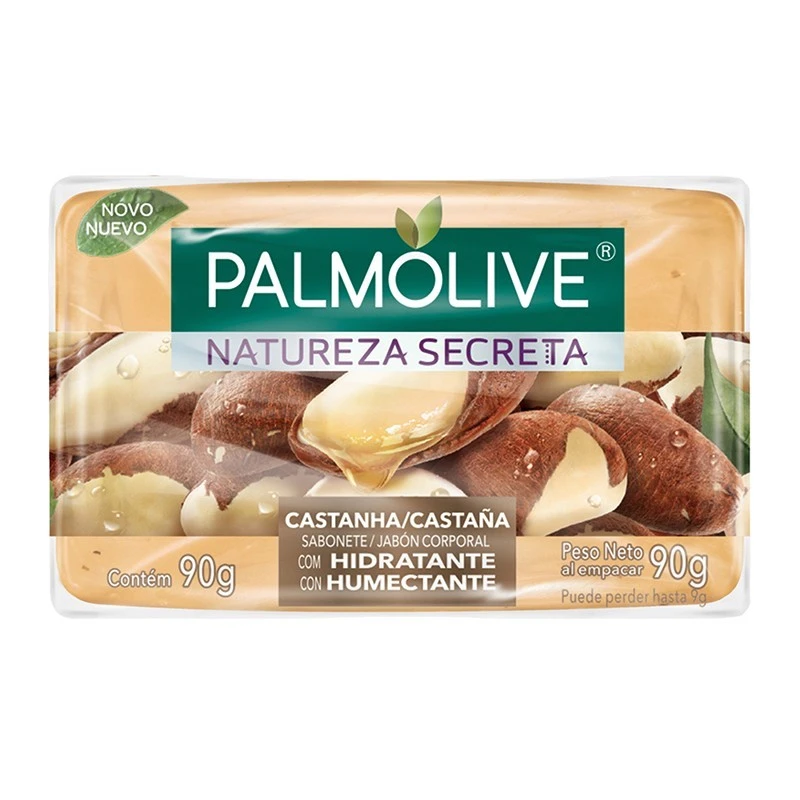 NOVO
NUEVO
PALMOLIVE®
NATUREZA SECRETA
CASTANHA/CASTAÑA
SABONETE / JABÓN CORPORAL
COM HIDRATANTE
CON HUMECTANTE
Contém 90g
Peso Neto
al empacar 90g
Puede perder hasta 9g